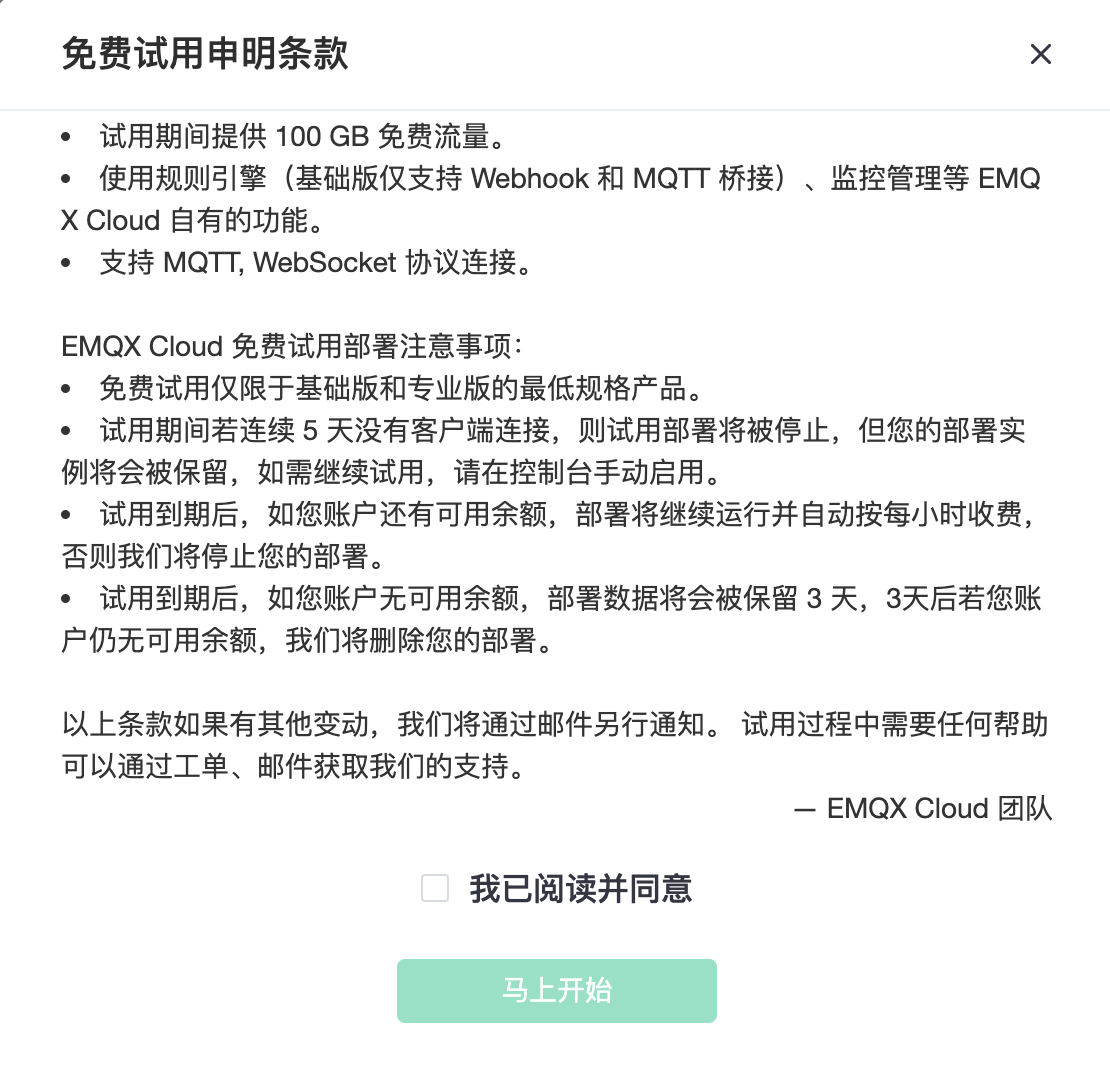 免费试用申明条款
• 试用期间提供 100 GB 免费流量。
• 使用规则引擎（基础版仅支持 Webhook 和 MQTT 桥接）、监控管理等 EMQ
X Cloud 自有的功能。
• 支持 MQTT, WebSocket 协议连接。
EMQX Cloud 免费试用部署注意事项：
• 免费试用仅限于基础版和专业版的最低规格产品。
• 试用期间若连续 5 天没有客户端连接，则试用部署将被停止，但您的部署实
例将会被保留，如需继续试用，请在控制台手动启用。
• 试用到期后，如您账户还有可用余额，部署将继续运行并自动按每小时收费，
否则我们将停止您的部署。
• 试用到期后，如您账户无可用余额，部署数据将会被保留 3 天，3天后若您账
户仍无可用余额，我们将删除您的部署。
以上条款如果有其他变动，我们将通过邮件另行通知。 试用过程中需要任何帮助
可以通过工单、邮件获取我们的支持。
— EMQX Cloud 团队
我已阅读并同意
马上开始